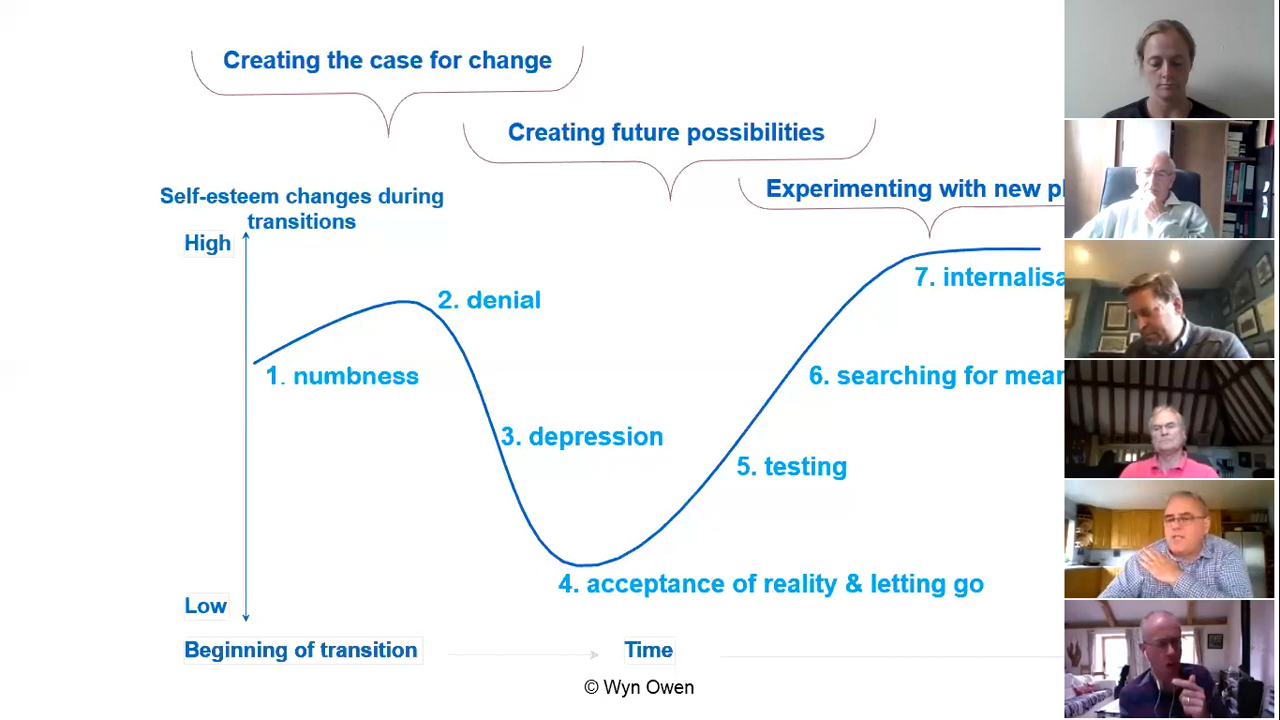 Creating the case for change
Creating future possibilities
Experimenting with new
Self-esteem changes during
transitions
High
7.
2. denial
1. numbness
6. searching for
3. depression
5. testing
4. acceptance of reality & letting go
Low
Beginning of transition
Time
© Wyn Owen